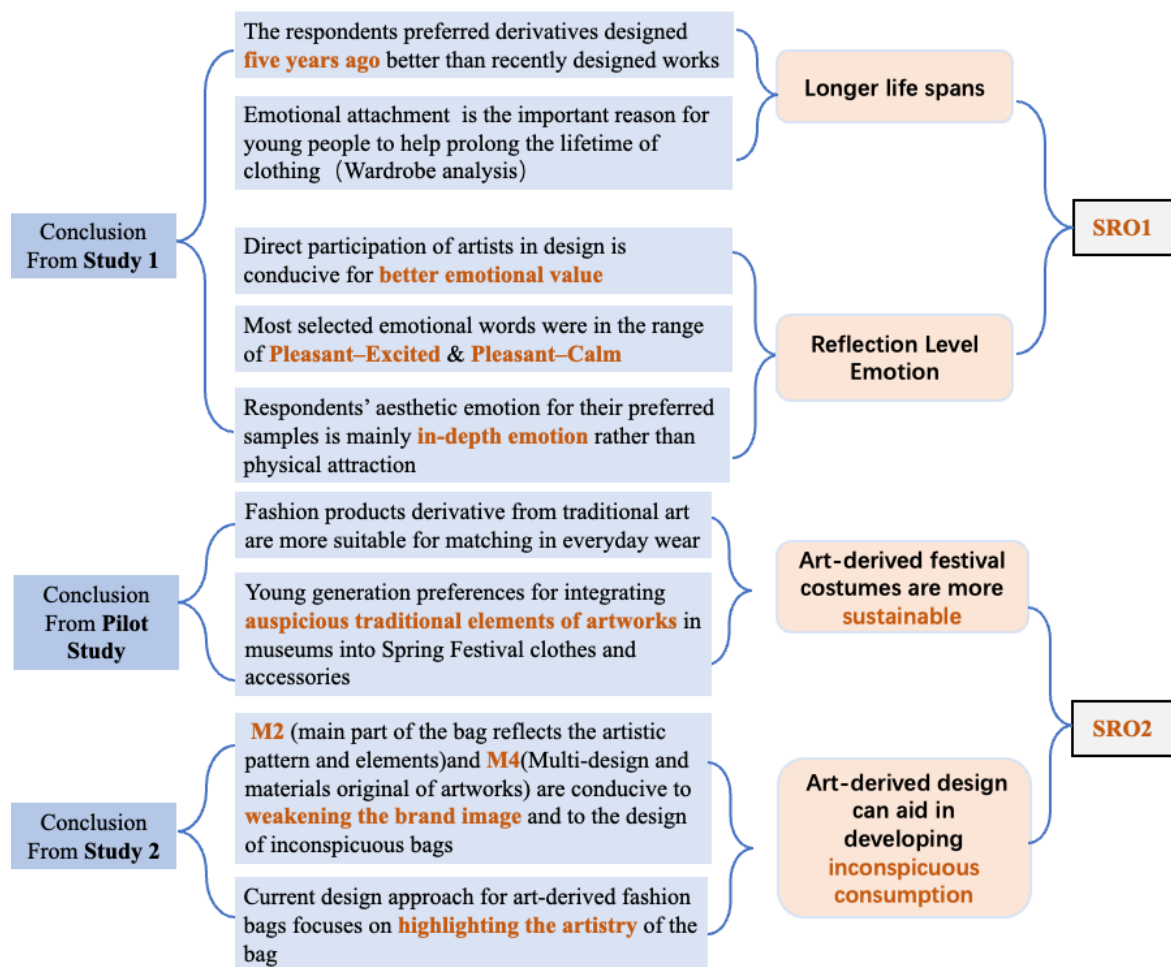 The respondents preferred derivatives designed
five years ago better than recently designed works
Emotional attachment is the important reason for
young people to help prolong the lifetime of
clothing（Wardrobe analysis）
Longer life spans
Conclusion
From Study 1
Direct participation of artists in design is
conducive for better emotional value
Most selected emotional words were in the range
of Pleasant–Excited & Pleasant–Calm
Respondents’ aesthetic emotion for their preferred
samples is mainly in-depth emotion rather than
physical attraction
Reflection Level
Emotion
SRO1
Conclusion
From Pilot
Study
Fashion products derivative from traditional art
are more suitable for matching in everyday wear
Young generation preferences for integrating
auspicious traditional elements of artworks in
museums into Spring Festival clothes and
accessories
Art-derived festival
costumes are more
sustainable
Conclusion
From Study 2
M2 (main part of the bag reflects the artistic
pattern and elements)and M4(Multi-design and
materials original of artworks) are conducive to
weakening the brand image and to the design
of inconspicuous bags
Current design approach for art-derived fashion
bags focuses on highlighting the artistry of the
bag
Art-derived design
can aid in
developing
inconspicuous
consumption
SRO2